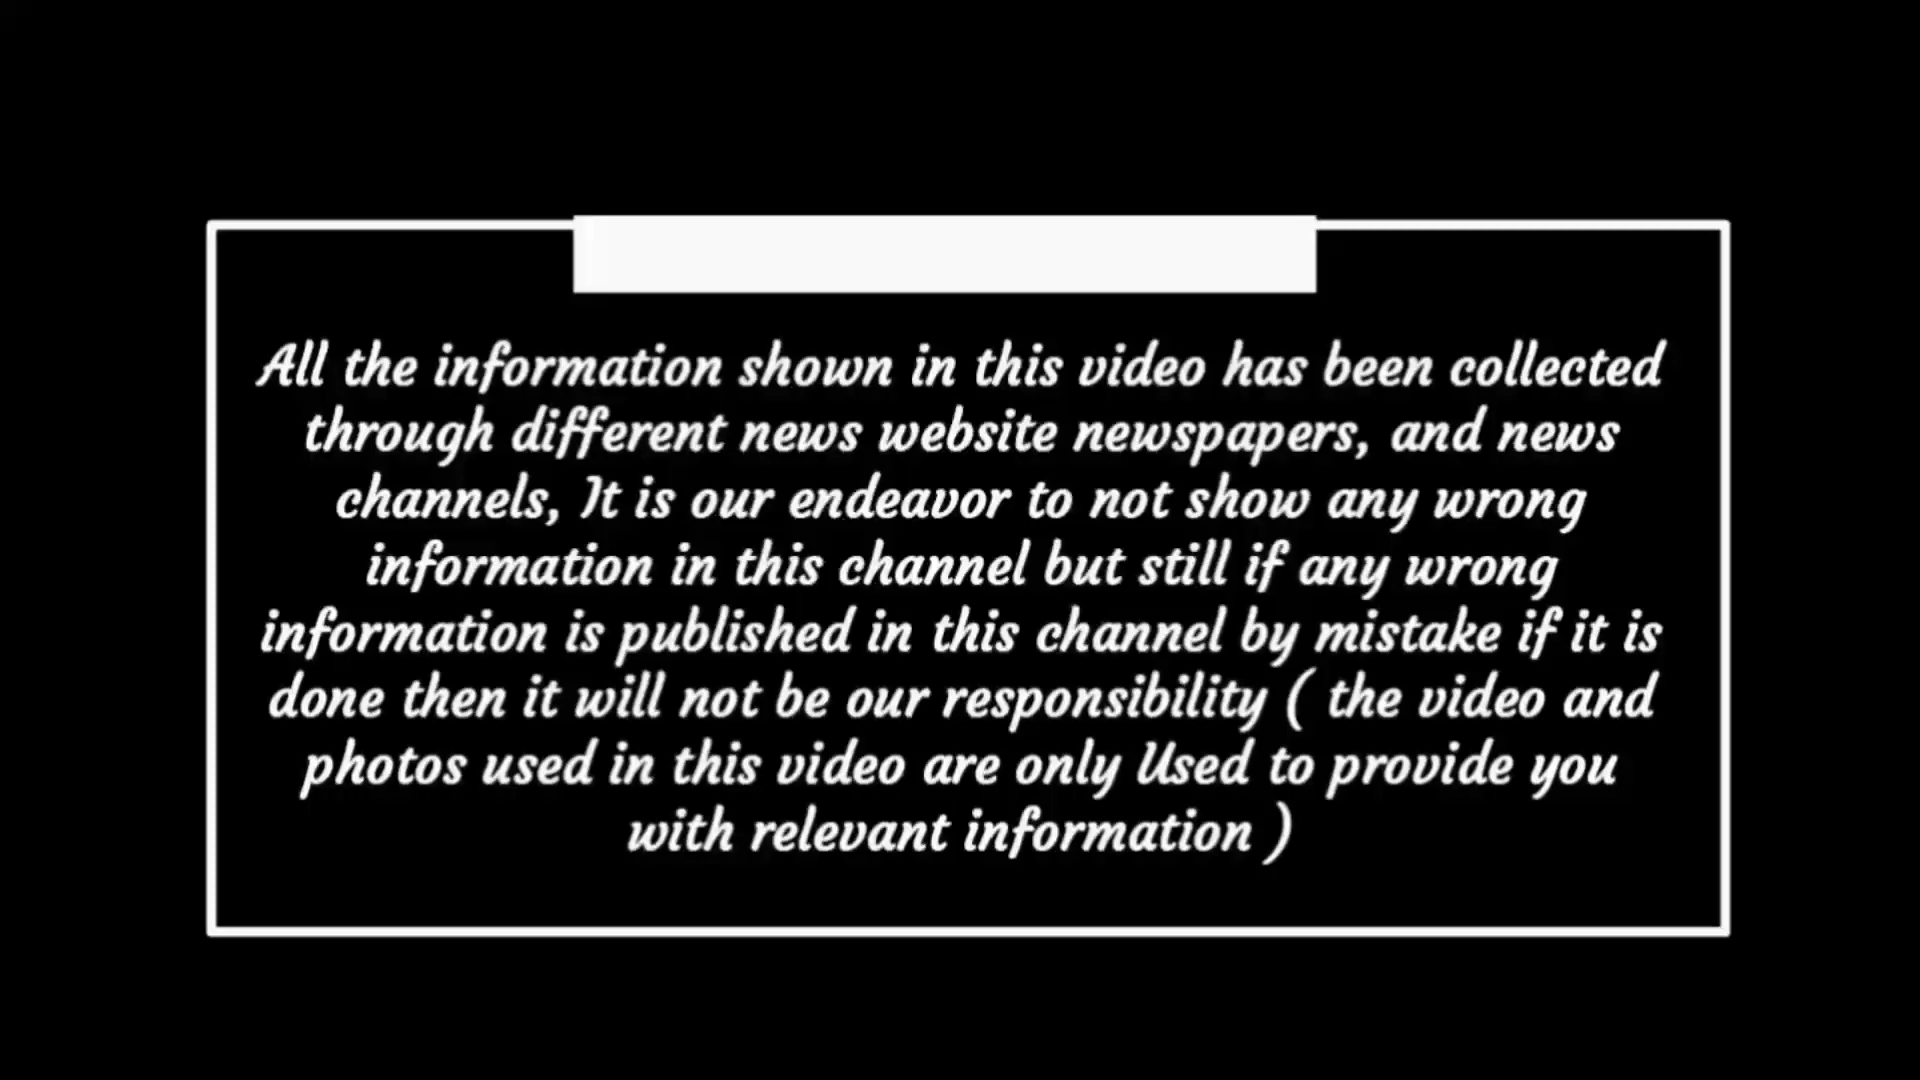 All the information shown in this video has been collected
through different news website newspapers, and news
channels, It is our endeavor to not show any wrong
information in this channel but still if any wrong
information is published in this channel by mistake if it is
done then it will not be our responsibility ( the video and
photos used in this video are only Used to provide you
with relevant information )